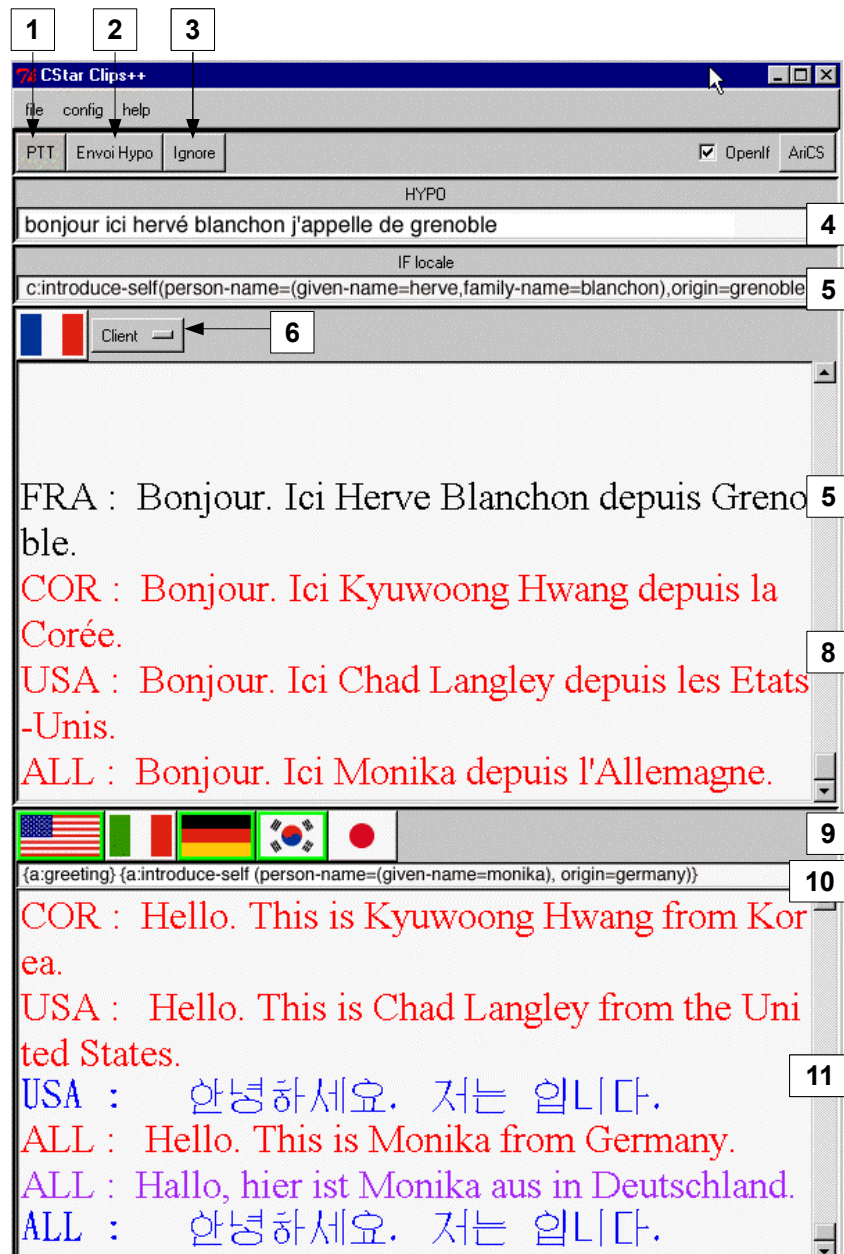 1 2 3
CStar Clips++
file config help
PTT Envoi Hypo Ignore OpenIf AriCS
HYPO
bonjour ici hervé blanchon j'appelle de grenoble 4
IF locale
c:introduce-self(person-name=(given-name=herve,family-name=blanchon),origin=grenoble 5
Client 6
FRA : Bonjour. Ici Herve Blanchon depuis Greno 5
ble.
COR : Bonjour. Ici Kyuwoong Hwang depuis la
Corée.
8
USA : Bonjour. Ici Chad Langley depuis les Etats
-Unis.
ALL : Bonjour. Ici Monika depuis l'Allemagne.
9
{a:greeting} {a:introduce-self (person-name=(given-name=monika), origin=germany)} 10
COR : Hello. This is Kyuwoong Hwang from Kor
ea.
USA : Hello. This is Chad Langley from the Uni
ted States.
11
USA : 안녕하세요. 저는 입니다.
ALL : Hello. This is Monika from Germany.
ALL : Hallo, hier ist Monika aus in Deutschland.
ALL : 안녕하세요. 저는 입니다.